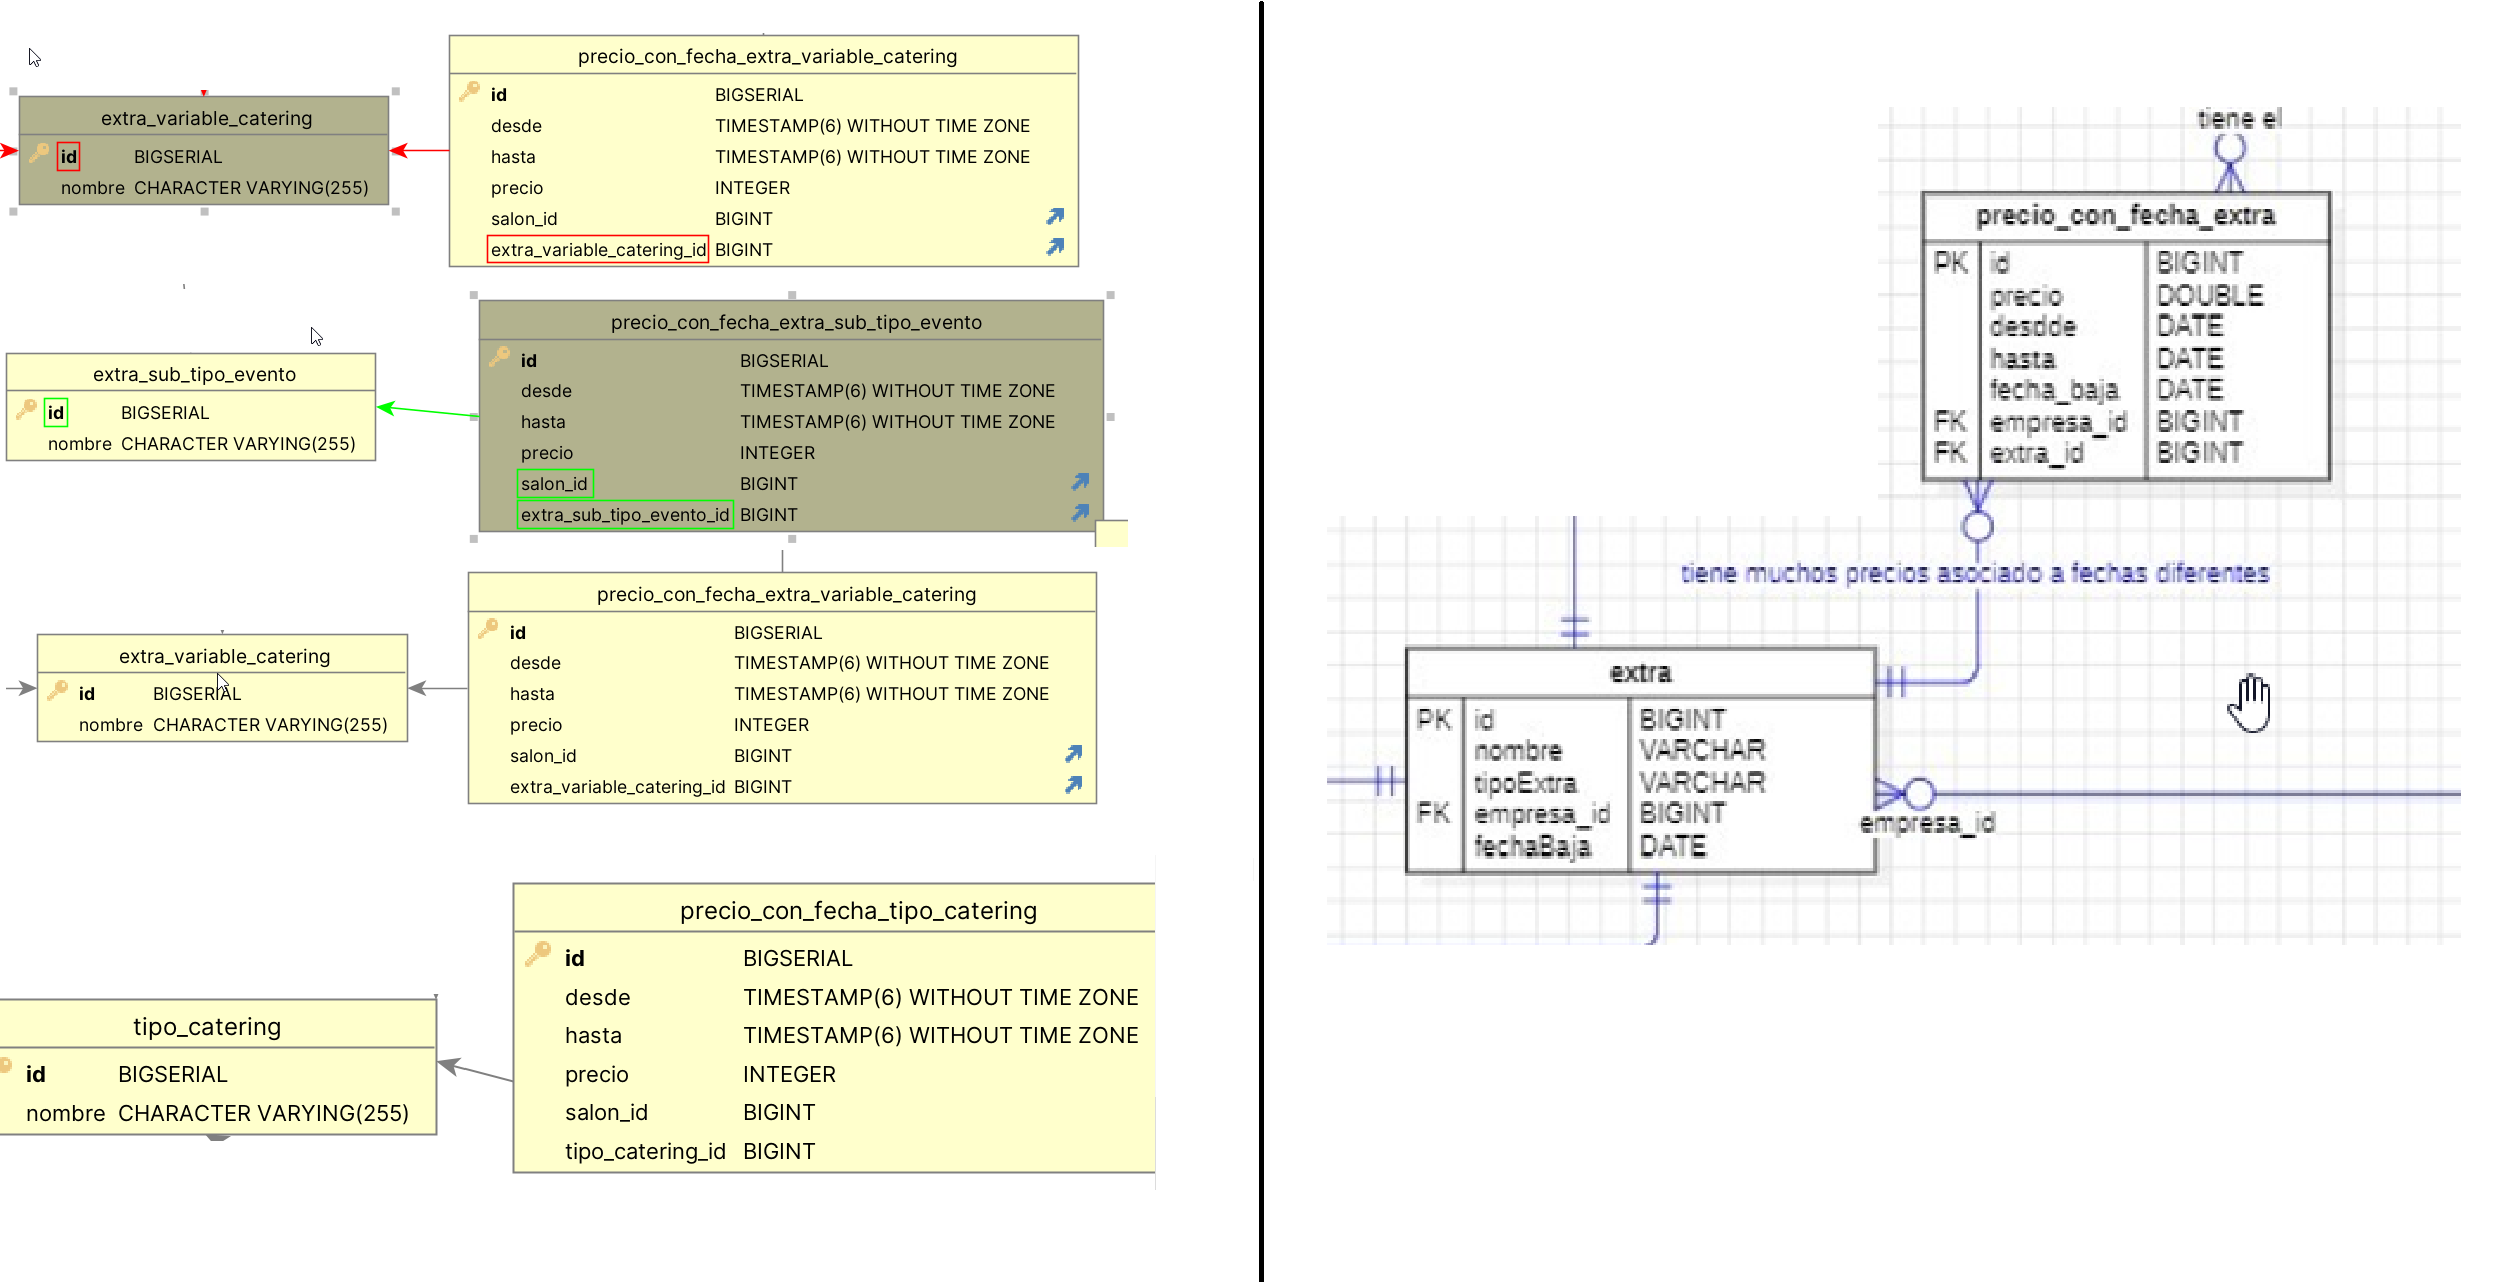 precio_con_fecha_extra_variable_catering
id BIGSERIAL
desde TIMESTAMP(6) WITHOUT TIME ZONE
hasta TIMESTAMP(6) WITHOUT TIME ZONE
precio INTEGER
salon_id BIGINT
extra_variable_catering_id BIGINT
extra_variable_catering
id BIGSERIAL
nombre CHARACTER VARYING(255)
precio_con_fecha_extra_sub_tipo_evento
id BIGSERIAL
desde TIMESTAMP(6) WITHOUT TIME ZONE
hasta TIMESTAMP(6) WITHOUT TIME ZONE
precio INTEGER
salon_id BIGINT
extra_sub_tipo_evento_id BIGINT
extra_sub_tipo_evento
id BIGSERIAL
nombre CHARACTER VARYING(255)
precio_con_fecha_extra_variable_catering
id BIGSERIAL
desde TIMESTAMP(6) WITHOUT TIME ZONE
hasta TIMESTAMP(6) WITHOUT TIME ZONE
precio INTEGER
salon_id BIGINT
extra_variable_catering_id BIGINT
extra_variable_catering
id BIGSERIAL
nombre CHARACTER VARYING(255)
precio_con_fecha_tipo_catering
id BIGSERIAL
desde TIMESTAMP(6) WITHOUT TIME ZONE
hasta TIMESTAMP(6) WITHOUT TIME ZONE
precio INTEGER
salon_id BIGINT
tipo_catering_id BIGINT
tipo_catering
id BIGSERIAL
nombre CHARACTER VARYING(255)
tiene el
precio_con_fecha_extra
PK id BIGINT
precio DOUBLE
desdde DATE
hasta DATE
fecha_baja DATE
FK empresa_id BIGINT
FK extra_id BIGINT
tiene muchos precios asociado a fechas diferentes
extra
PK id BIGINT
nombre VARCHAR
tipoExtra VARCHAR
FK empresa_id BIGINT
fechaBaja DATE
empresa_id